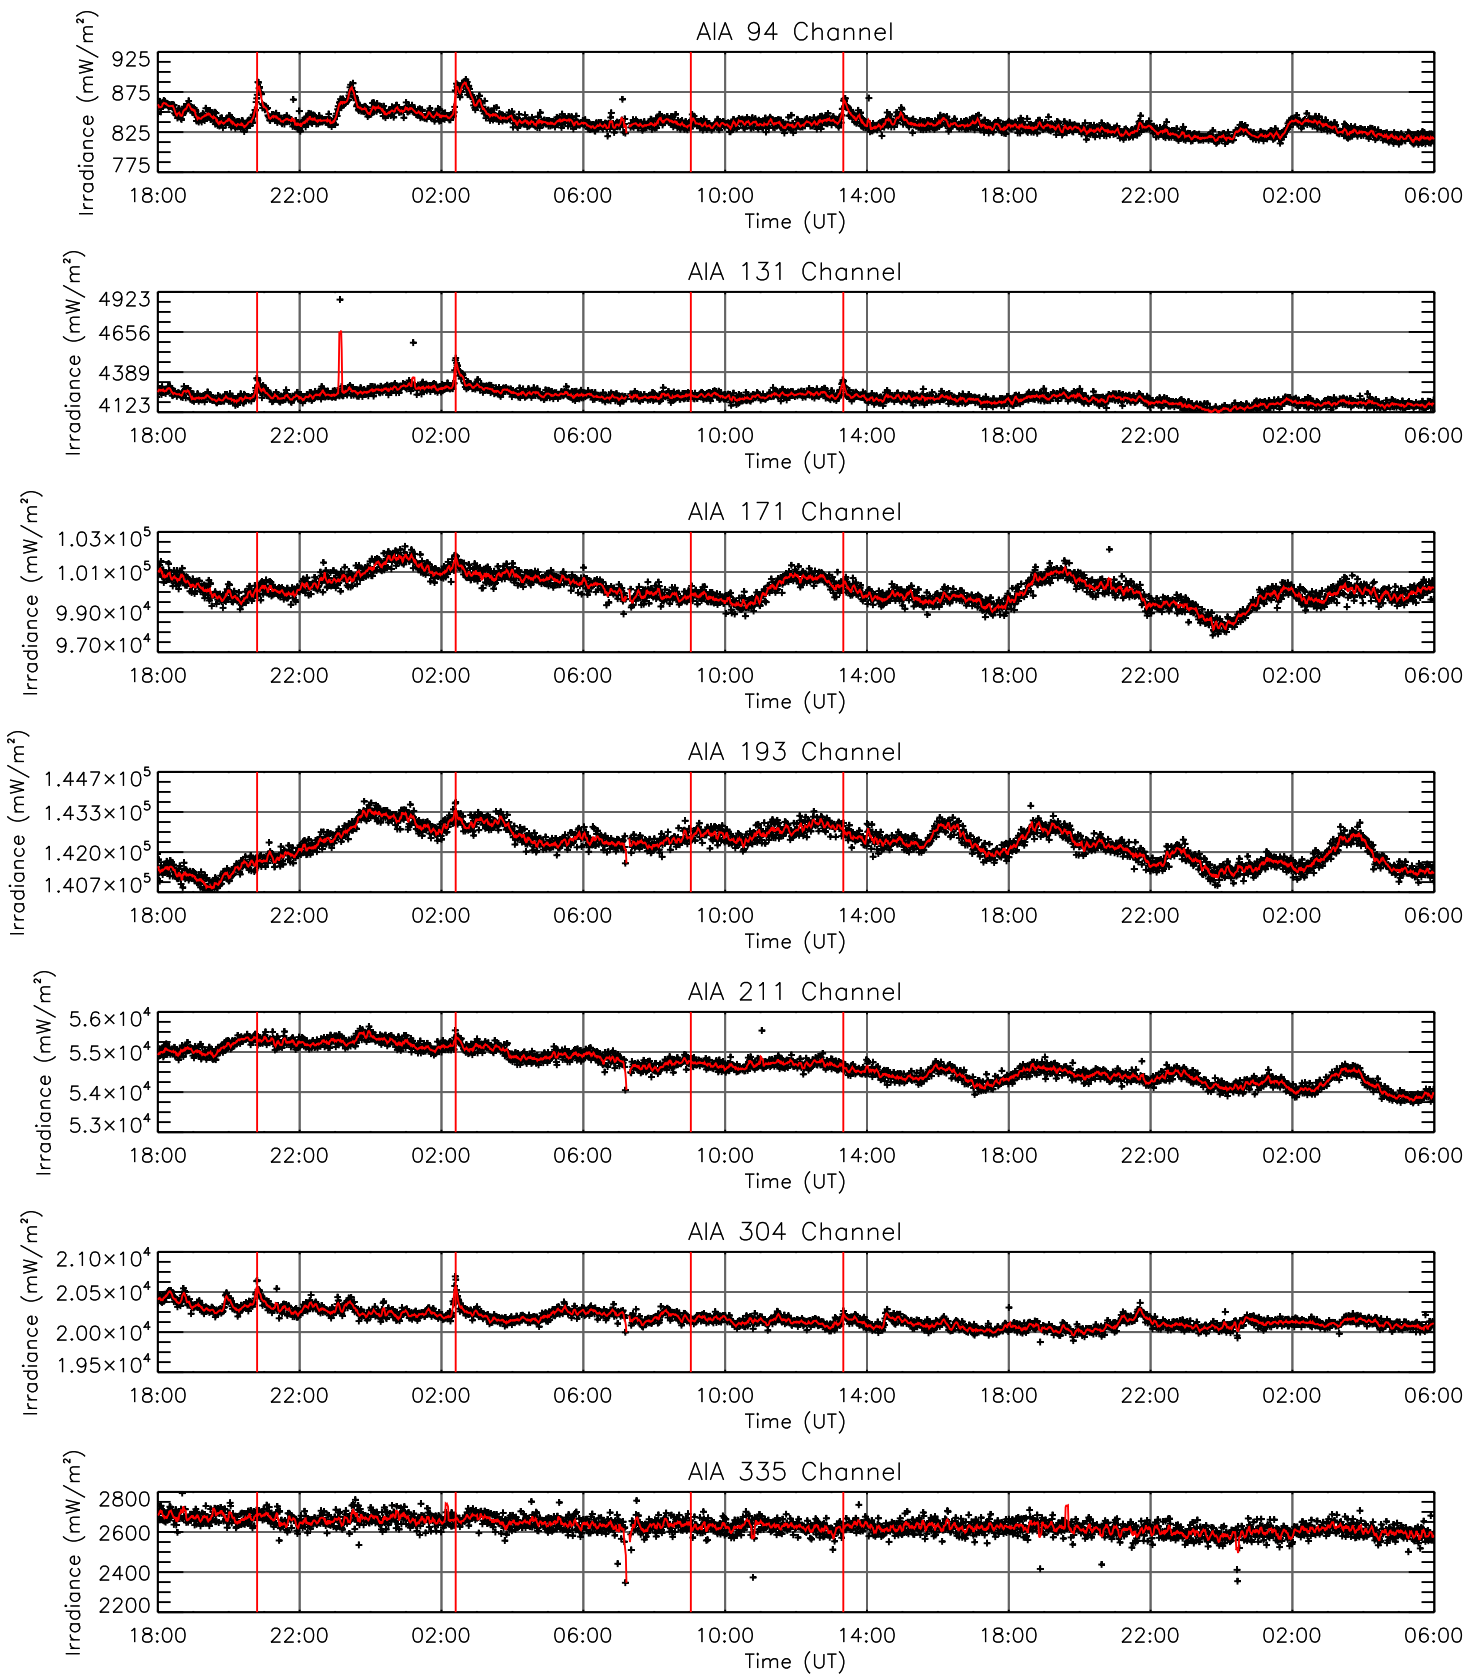 AIA 94 Channel
Irradiance (mW/m²)
925
875
825
775
18:00 22:00 02:00 06:00 10:00 14:00 18:00 22:00 02:00 06:00
Time (UT)
AIA 131 Channel
Irradiance (mW/m²)
4923
4656
4389
4123
18:00 22:00 02:00 06:00 10:00 14:00 18:00 22:00 02:00 06:00
Time (UT)
AIA 171 Channel
Irradiance (mW/m²)
1.03×10⁵
1.01×10⁵
9.90×10⁴
9.70×10⁴
18:00 22:00 02:00 06:00 10:00 14:00 18:00 22:00 02:00 06:00
Time (UT)
AIA 193 Channel
Irradiance (mW/m²)
1.447×10⁵
1.433×10⁵
1.420×10⁵
1.407×10⁵
18:00 22:00 02:00 06:00 10:00 14:00 18:00 22:00 02:00 06:00
Time (UT)
AIA 211 Channel
Irradiance (mW/m²)
5.6×10⁴
5.5×10⁴
5.4×10⁴
5.3×10⁴
18:00 22:00 02:00 06:00 10:00 14:00 18:00 22:00 02:00 06:00
Time (UT)
AIA 304 Channel
Irradiance (mW/m²)
2.10×10⁴
2.05×10⁴
2.00×10⁴
1.95×10⁴
18:00 22:00 02:00 06:00 10:00 14:00 18:00 22:00 02:00 06:00
Time (UT)
AIA 335 Channel
Irradiance (mW/m²)
2800
2600
2400
2200
18:00 22:00 02:00 06:00 10:00 14:00 18:00 22:00 02:00 06:00
Time (UT)